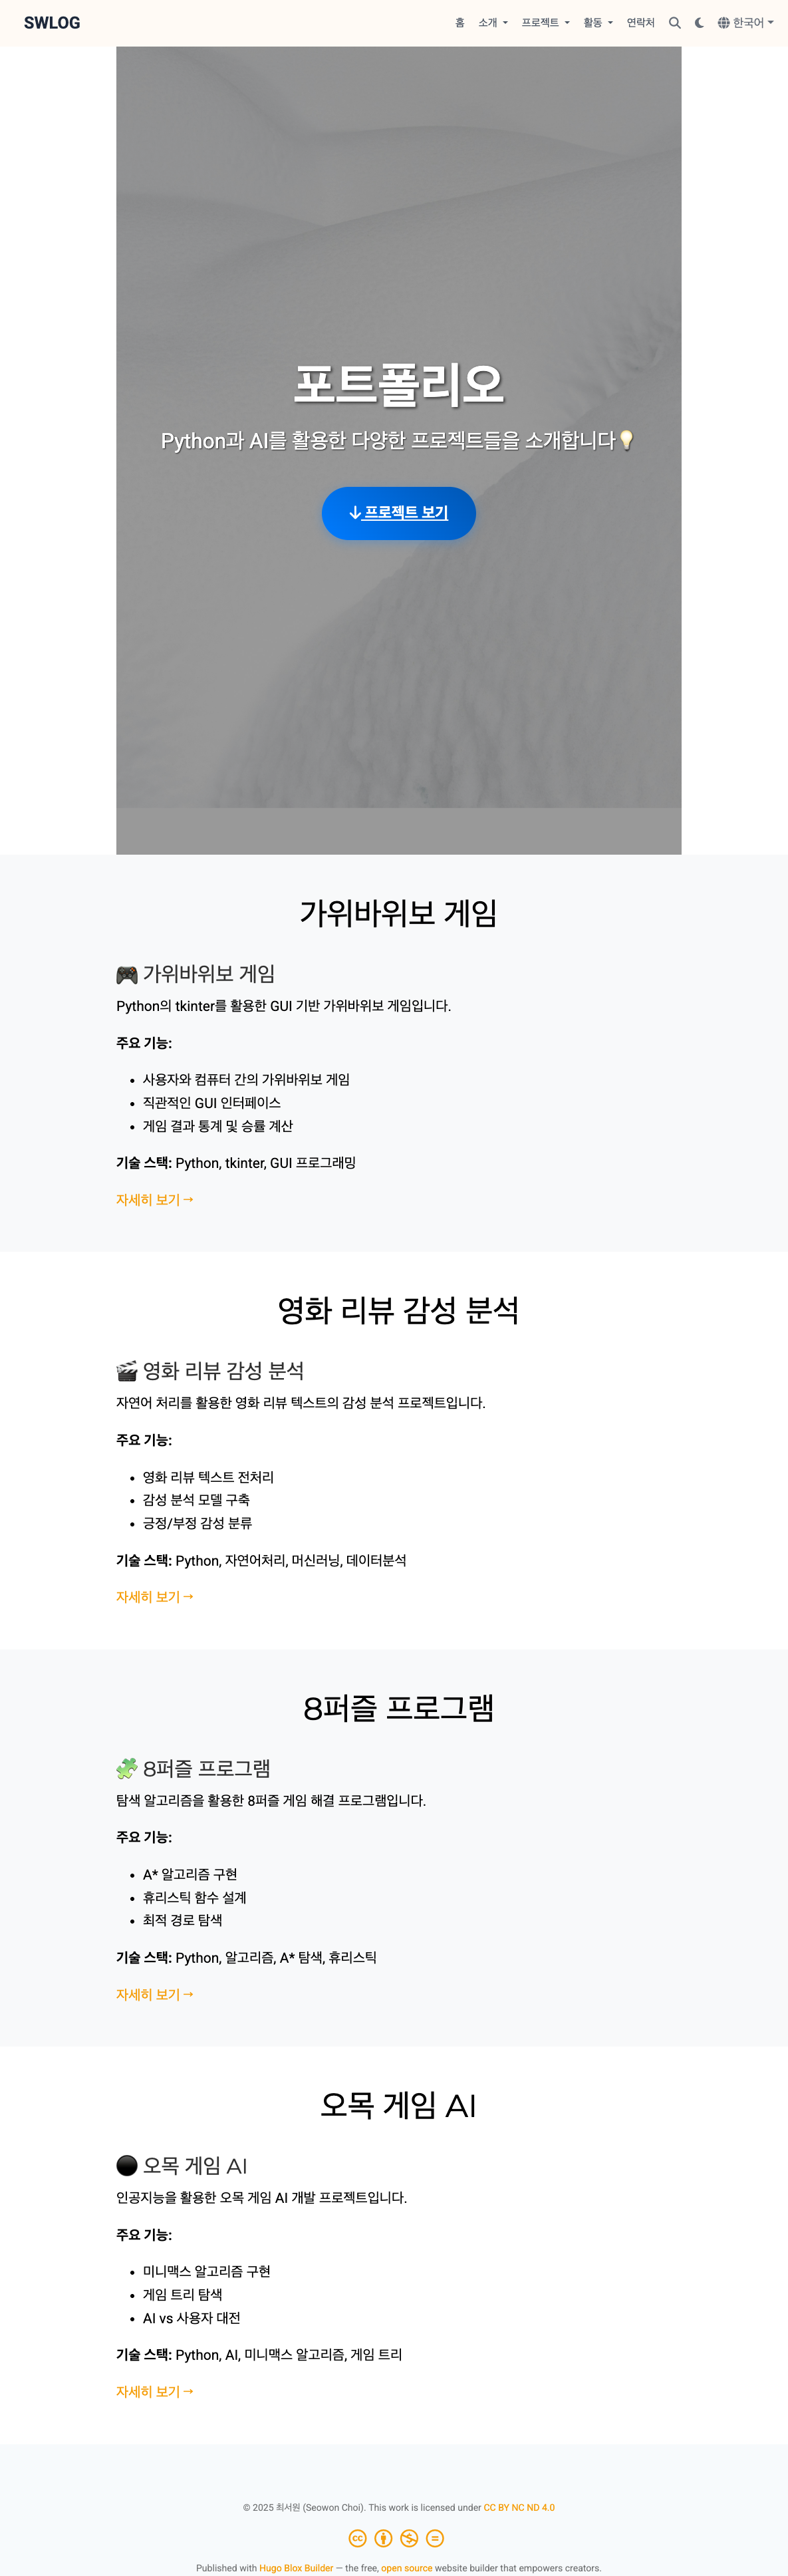 SWLOG
홈 소개 프로젝트 활동 연락처 한국어
포트폴리오
Python과 AI를 활용한 다양한 프로젝트들을 소개합니다💡
↓ 프로젝트 보기
가위바위보 게임
🎮 가위바위보 게임
Python의 tkinter를 활용한 GUI 기반 가위바위보 게임입니다.
주요 기능:
• 사용자와 컴퓨터 간의 가위바위보 게임
• 직관적인 GUI 인터페이스
• 게임 결과 통계 및 승률 계산
기술 스택: Python, tkinter, GUI 프로그래밍
자세히 보기 →
영화 리뷰 감성 분석
🎬 영화 리뷰 감성 분석
자연어 처리를 활용한 영화 리뷰 텍스트의 감성 분석 프로젝트입니다.
주요 기능:
• 영화 리뷰 텍스트 전처리
• 감성 분석 모델 구축
• 긍정/부정 감성 분류
기술 스택: Python, 자연어처리, 머신러닝, 데이터분석
자세히 보기 →
8퍼즐 프로그램
🧩 8퍼즐 프로그램
탐색 알고리즘을 활용한 8퍼즐 게임 해결 프로그램입니다.
주요 기능:
• A* 알고리즘 구현
• 휴리스틱 함수 설계
• 최적 경로 탐색
기술 스택: Python, 알고리즘, A* 탐색, 휴리스틱
자세히 보기 →
오목 게임 AI
⚫ 오목 게임 AI
인공지능을 활용한 오목 게임 AI 개발 프로젝트입니다.
주요 기능:
• 미니맥스 알고리즘 구현
• 게임 트리 탐색
• AI vs 사용자 대전
기술 스택: Python, AI, 미니맥스 알고리즘, 게임 트리
자세히 보기 →
© 2025 최서원 (Seowon Choi). This work is licensed under CC BY NC ND 4.0
Published with Hugo Blox Builder — the free, open source website builder that empowers creators.